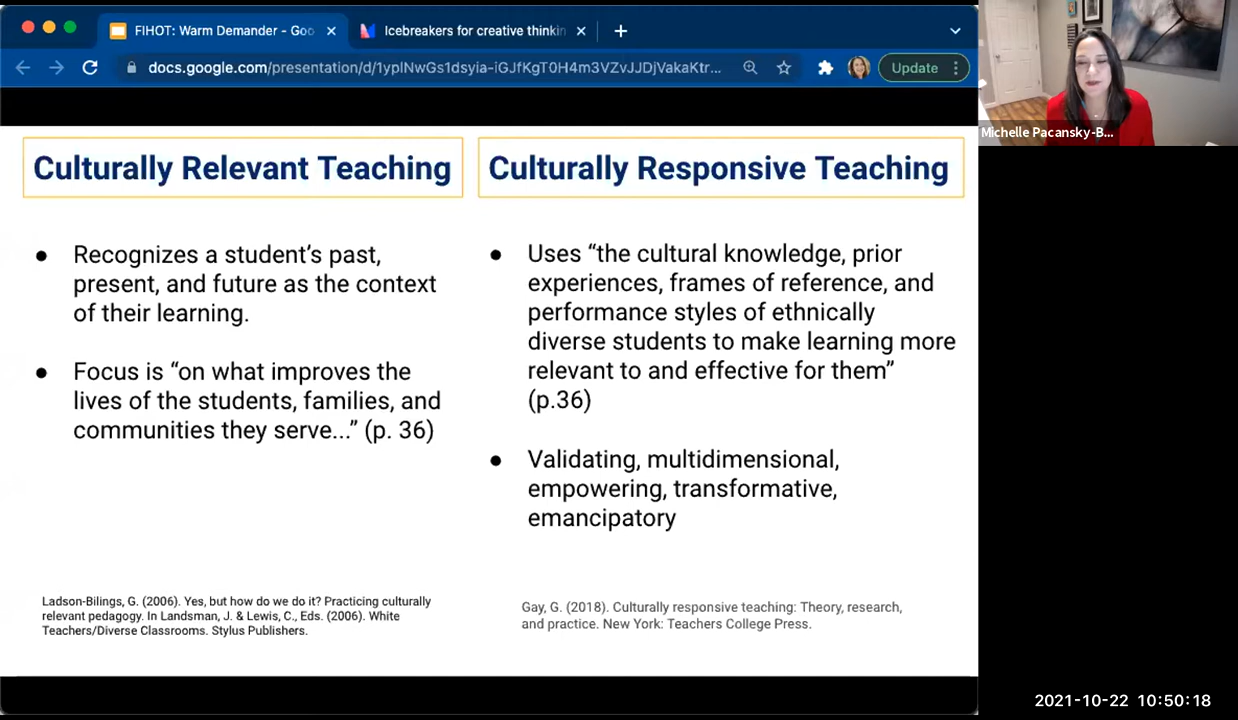 FIHOT: Warm Demander - Goo
Icebreakers for creative thinkin
docs.google.com/presentation/d/1yplNwGs1dsyia-iGJfKgT0H4m3VZvJJDjVakaKtr...
Update
Michelle Pacansky-B...
Culturally Relevant Teaching
● Recognizes a student’s past,
present, and future as the context
of their learning.
● Focus is “on what improves the
lives of the students, families, and
communities they serve...” (p. 36)
Ladson-Bilings, G. (2006). Yes, but how do we do it? Practicing culturally
relevant pedagogy. In Landsman, J. & Lewis, C., Eds. (2006). White
Teachers/Diverse Classrooms. Stylus Publishers.
Culturally Responsive Teaching
● Uses “the cultural knowledge, prior
experiences, frames of reference, and
performance styles of ethnically
diverse students to make learning more
relevant to and effective for them”
(p.36)
● Validating, multidimensional,
empowering, transformative,
emancipatory
Gay, G. (2018). Culturally responsive teaching: Theory, research,
and practice. New York: Teachers College Press.
2021-10-22 10:50:18